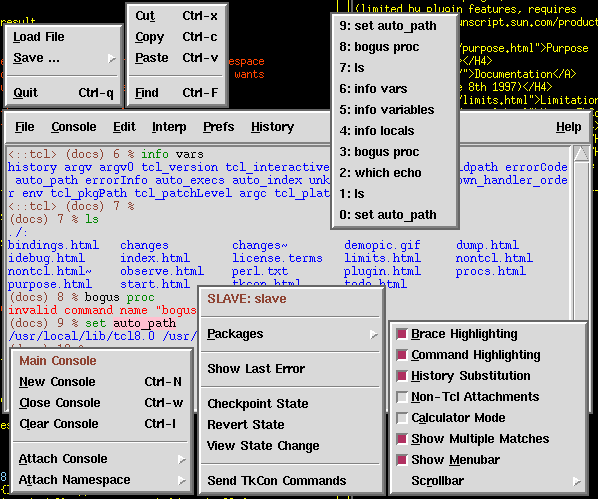 (limited by plugin features, requires
result
unscript.sun.com/product
Load File
Save ...
Quit Ctrl-q
Cut Ctrl-x
Copy Ctrl-c
Paste Ctrl-v
Find Ctrl-F
espace
wants
9: set auto_path
8: bogus proc
7: ls
6: info vars
5: info variables
4: info locals
3: bogus proc
2: which echo
1: ls
0: set auto_path
/purpose.html">Purpose
</H4>
/">Documentation</A>
8th 1997)</H4>
/limits.html">Limitation
File Console Edit Interp Prefs History Help
<::tcl> (docs) 6 % info vars
history argv argv0 tcl_version tcl_interactive ldpath errorCode
auto_path errorInfo auto_execs auto_index unk own_handler_orde
r env tcl_pkgPath tcl_patchLevel argc tcl_plat
<::tcl> (docs) 7 %
(docs) 7 % ls
./:
bindings.html changes changes~ demopic.gif dump.html
idebug.html index.html license.terms limits.html nontcl.html
nontcl.html~ observe.html perl.txt plugin.html procs.html
purpose.html start.html tkcon.html todo.html
(docs) 8 % bogus proc
invalid command name "bogus
(docs) 9 % set auto_path
/usr/local/lib/tcl8.0 /usr/
Main Console
New Console Ctrl-N
Close Console Ctrl-w
Clear Console Ctrl-l
Attach Console
Attach Namespace
SLAVE: slave
Packages
Show Last Error
Checkpoint State
Revert State
View State Change
Send TkCon Commands
Brace Highlighting
Command Highlighting
History Substitution
Non-Tcl Attachments
Calculator Mode
Show Multiple Matches
Show Menubar
Scrollbar